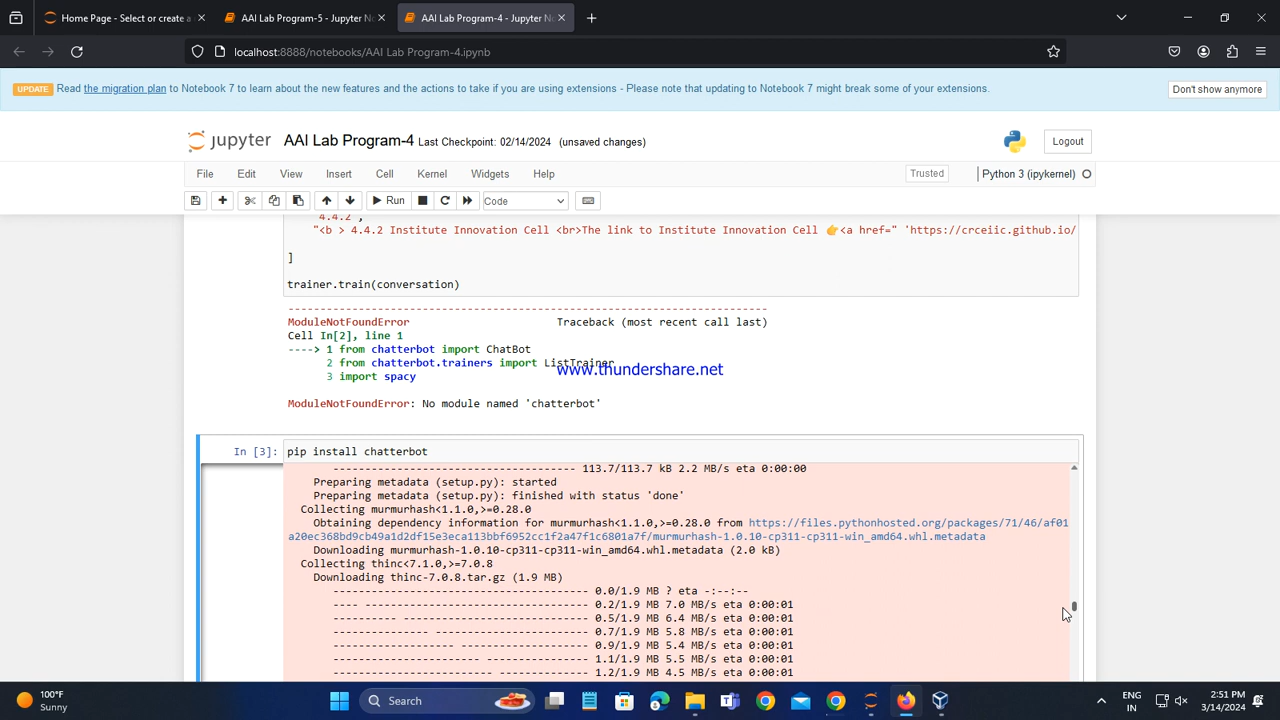 Home Page - Select or create a
AAI Lab Program-5 - Jupyter No
AAI Lab Program-4 - Jupyter No
localhost:8888/notebooks/AAI Lab Program-4.ipynb
UPDATE Read the migration plan to Notebook 7 to learn about the new features and the actions to take if you are using extensions - Please note that updating to Notebook 7 might break some of your extensions.
Don't show anymore
jupyter AAI Lab Program-4 Last Checkpoint: 02/14/2024 (unsaved changes)
Logout
File Edit View Insert Cell Kernel Widgets Help
Trusted
Python 3 (ipykernel)
Run
Code
"4.4.2",
"<b > 4.4.2 Institute Innovation Cell <br>The link to Institute Innovation Cell 👉<a href=" 'https://crceiic.github.io/
]
trainer.train(conversation)
---------------------------------------------------------------------------
ModuleNotFoundError Traceback (most recent call last)
Cell In[2], line 1
----> 1 from chatterbot import ChatBot
2 from chatterbot.trainers import ListTrainer
3 import spacy
www.thundershare.net
ModuleNotFoundError: No module named 'chatterbot'
In [3]: pip install chatterbot
-------------------------------------- 113.7/113.7 kB 2.2 MB/s eta 0:00:00
Preparing metadata (setup.py): started
Preparing metadata (setup.py): finished with status 'done'
Collecting murmurhash<1.1.0,>=0.28.0
Obtaining dependency information for murmurhash<1.1.0,>=0.28.0 from https://files.pythonhosted.org/packages/71/46/af01
a20ec368bd9cb49a1d2df15e3eca113bbf6952cc1f2a47f1c6801a7f/murmurhash-1.0.10-cp311-cp311-win_amd64.whl.metadata
Downloading murmurhash-1.0.10-cp311-cp311-win_amd64.whl.metadata (2.0 kB)
Collecting thinc<7.1.0,>=7.0.8
Downloading thinc-7.0.8.tar.gz (1.9 MB)
---------------------------------------- 0.0/1.9 MB ? eta -:--:--
---- ----------------------------------- 0.2/1.9 MB 7.0 MB/s eta 0:00:01
---------- ----------------------------- 0.5/1.9 MB 6.4 MB/s eta 0:00:01
--------------- ------------------------ 0.7/1.9 MB 5.8 MB/s eta 0:00:01
------------------- -------------------- 0.9/1.9 MB 5.4 MB/s eta 0:00:01
----------------------- ---------------- 1.1/1.9 MB 5.5 MB/s eta 0:00:01
------------------------- -------------- 1.2/1.9 MB 4.5 MB/s eta 0:00:01
100°F
Sunny
Search
ENG
IN
2:51 PM
3/14/2024